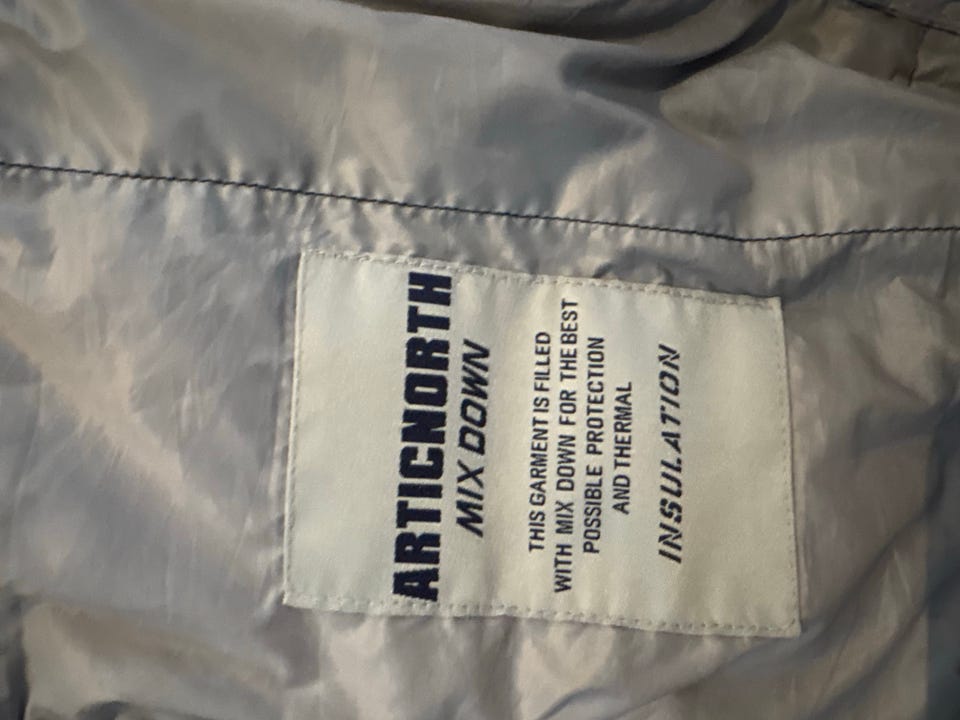 ARTICNORTH
MIX DOWN
THIS GARMENT IS FILLED
WITH MIX DOWN FOR THE BEST
POSSIBLE PROTECTION
AND THERMAL
INSULATION